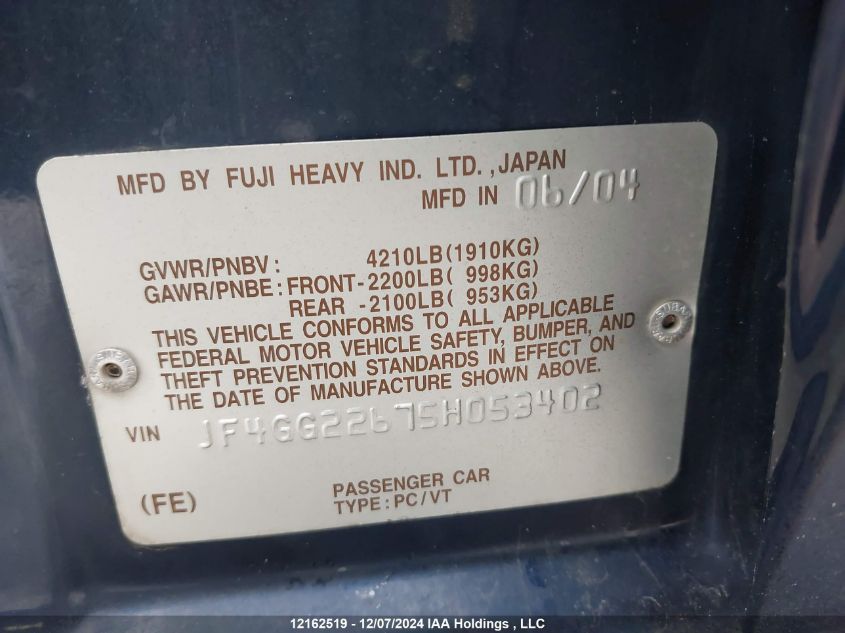 MFD BY FUJI HEAVY IND. LTD., JAPAN
MFD IN 06/04
GVWR/PNBV: 4210LB(1910KG)
GAWR/PNBE: FRONT-2200LB( 998KG)
REAR -2100LB( 953KG)
THIS VEHICLE CONFORMS TO ALL APPLICABLE
FEDERAL MOTOR VEHICLE SAFETY, BUMPER, AND
THEFT PREVENTION STANDARDS IN EFFECT ON
THE DATE OF MANUFACTURE SHOWN ABOVE.
VIN JF4GG22675H053402
(FE)
PASSENGER CAR
TYPE: PC/VT
12162519 - 12/07/2024 IAA Holdings , LLC